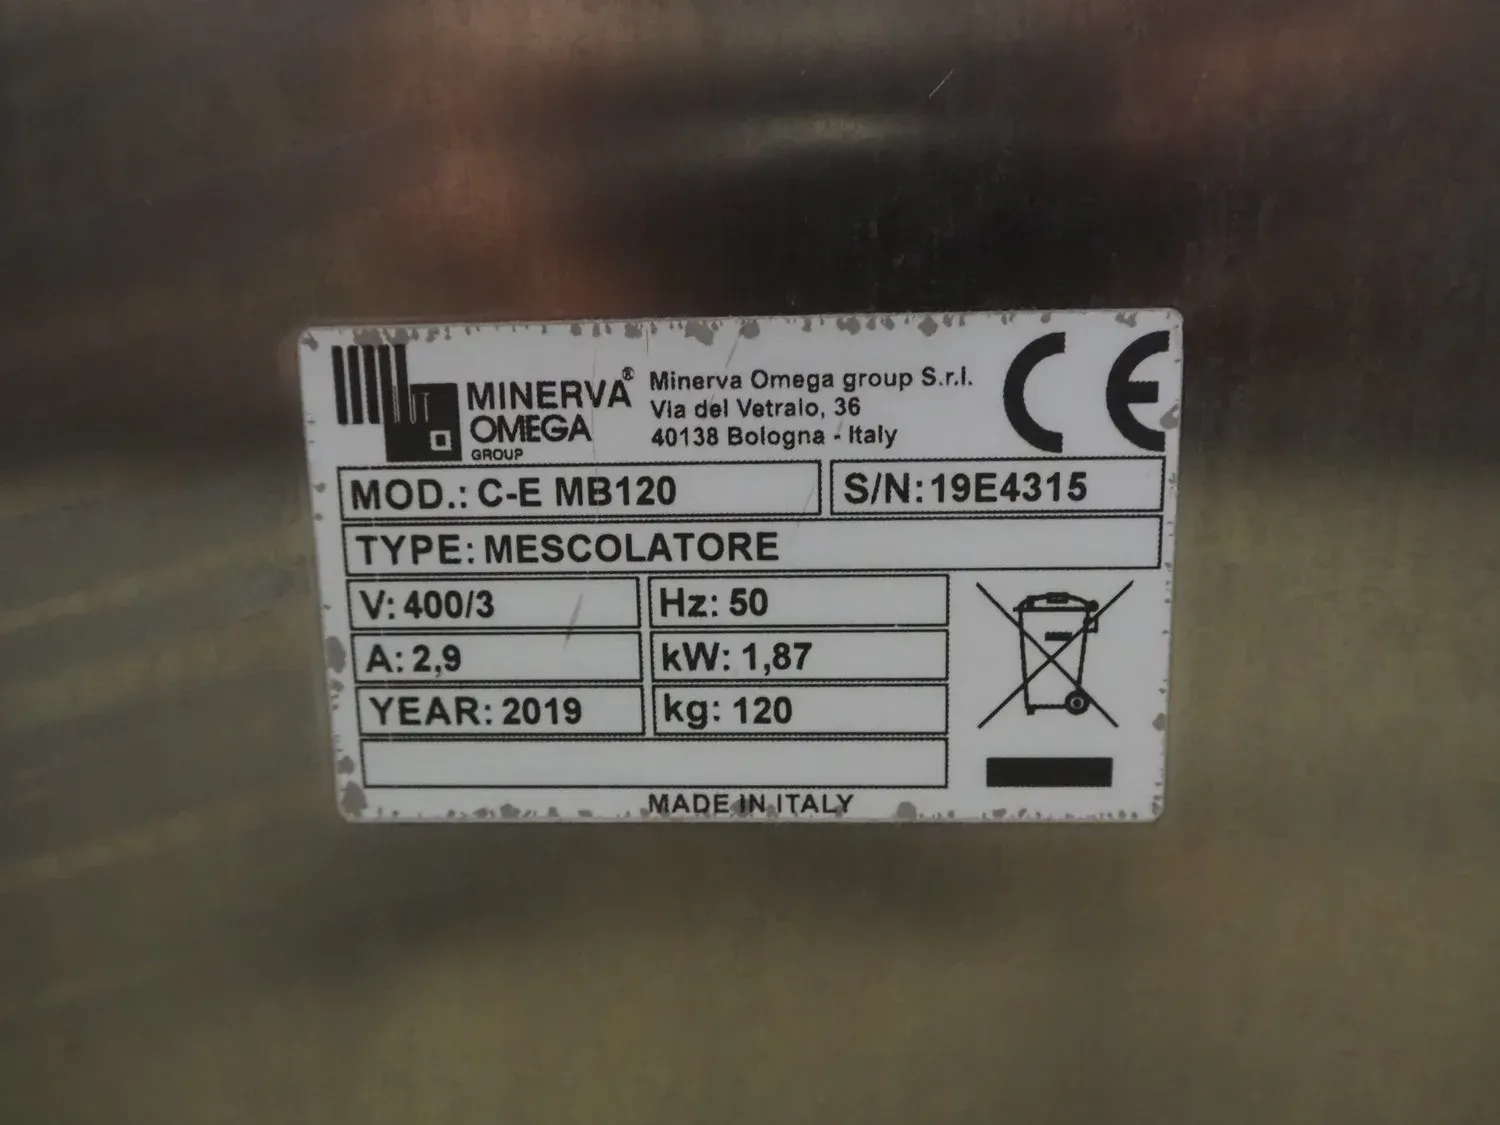 MINERVA®
OMEGA
GROUP
Minerva Omega group S.r.l.
Via del Vetraio, 36
40138 Bologna - Italy
CE
MOD.: C-E MB120
S/N: 19E4315
TYPE: MESCOLATORE
V: 400/3
Hz: 50
A: 2,9
kW: 1,87
YEAR: 2019
kg: 120
MADE IN ITALY